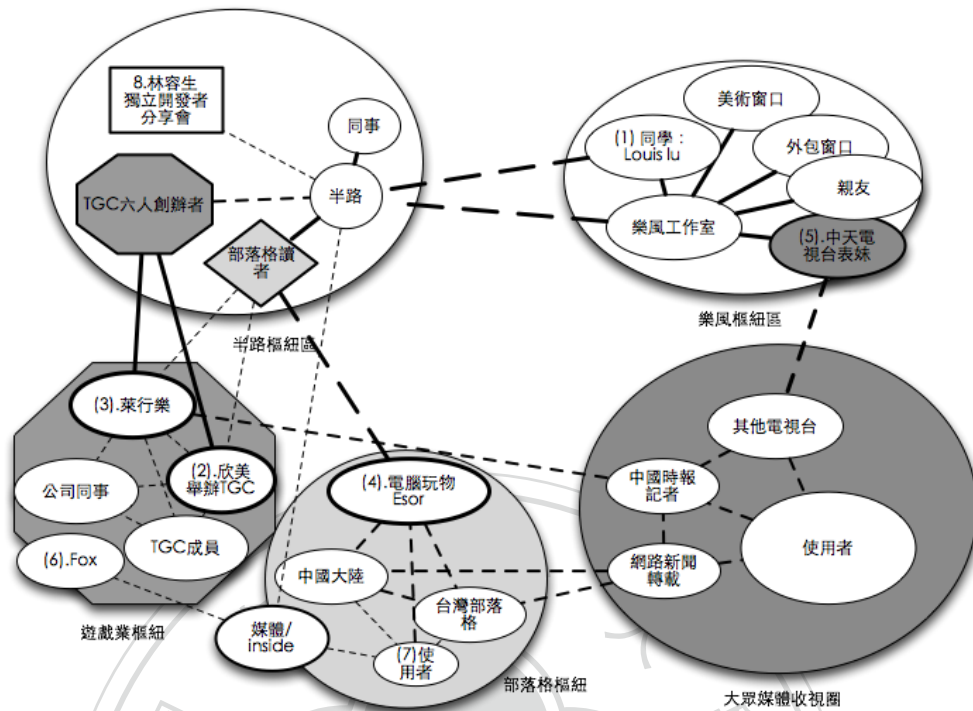 8.林容生
獨立開發者
分享會
同事
TGC六人創辦者
半路
部落格讀者
半路樞紐區
美術窗口
(1) 同學：
Louis lu
外包窗口
親友
樂風工作室
(5).中天電
視台表妹
樂風樞紐區
(3).萊行樂
(2).欣美
舉辦TGC
公司同事
TGC成員
(6).Fox
遊戲業樞紐
(4).電腦玩物
Esor
中國大陸
台灣部落
格
媒體/
inside
(7)使用
者
部落格樞紐
其他電視台
中國時報
記者
使用者
網路新聞
轉載
大眾媒體收視圈